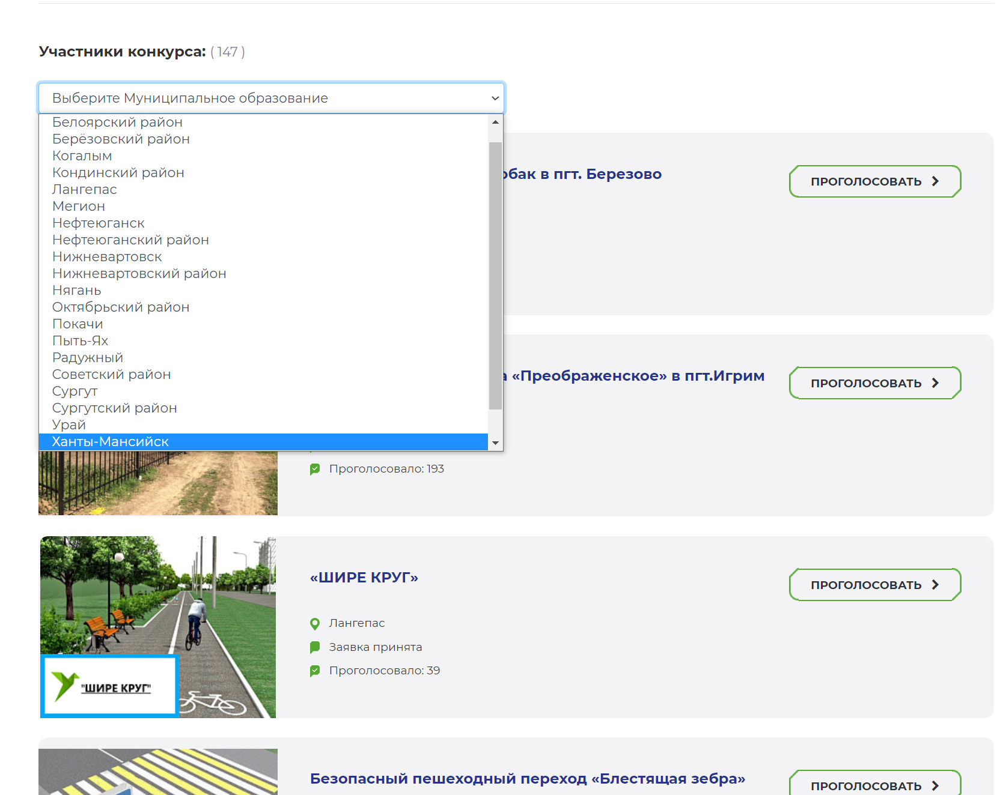 Участники конкурса: ( 147 )
Выберите Муниципальное образование
Белоярский район
Берёзовский район
Когалым
Кондинский район
Лангепас
Мегион
Нефтеюганск
Нефтеюганский район
Нижневартовск
Нижневартовский район
Нягань
Октябрьский район
Покачи
Пыть-Ях
Радужный
Советский район
Сургут
Сургутский район
Урай
Ханты-Мансийск
в пгт. Березово
ПРОГОЛОСОВАТЬ
«Преображенское» в пгт.Игрим
ПРОГОЛОСОВАТЬ
Проголосовало: 193
«ШИРЕ КРУГ»
ПРОГОЛОСОВАТЬ
Лангепас
Заявка принята
Проголосовало: 39
"ШИРЕ КРУГ"
Безопасный пешеходный переход «Блестящая зебра»
ПРОГОЛОСОВАТЬ